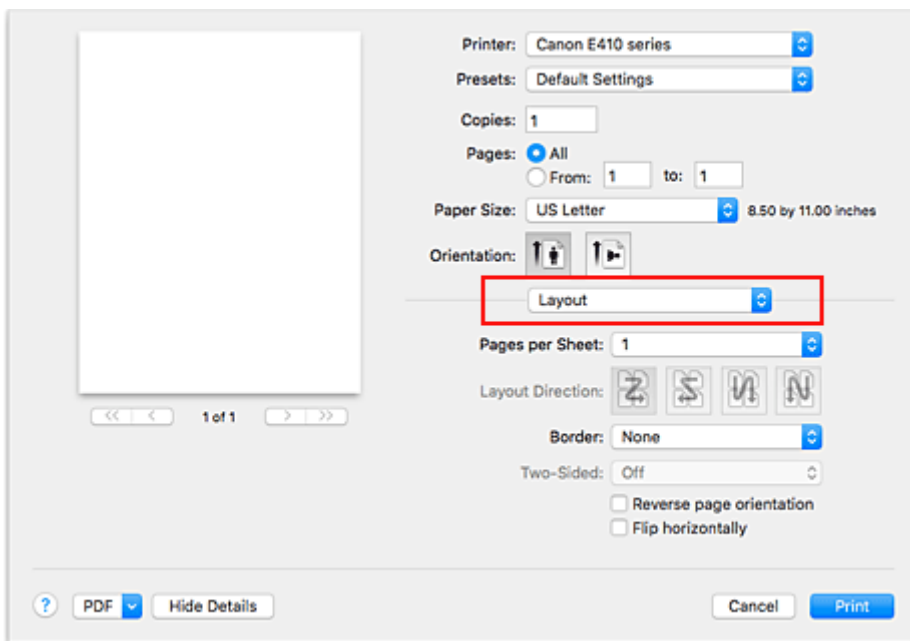 Printer: Canon E410 series
Presets: Default Settings
Copies: 1
Pages: All
From: 1 to: 1
Paper Size: US Letter 8.50 by 11.00 inches
Orientation:
Layout
Pages per Sheet: 1
Layout Direction:
1 of 1
Border: None
Two-Sided: Off
Reverse page orientation
Flip horizontally
? PDF Hide Details Cancel Print